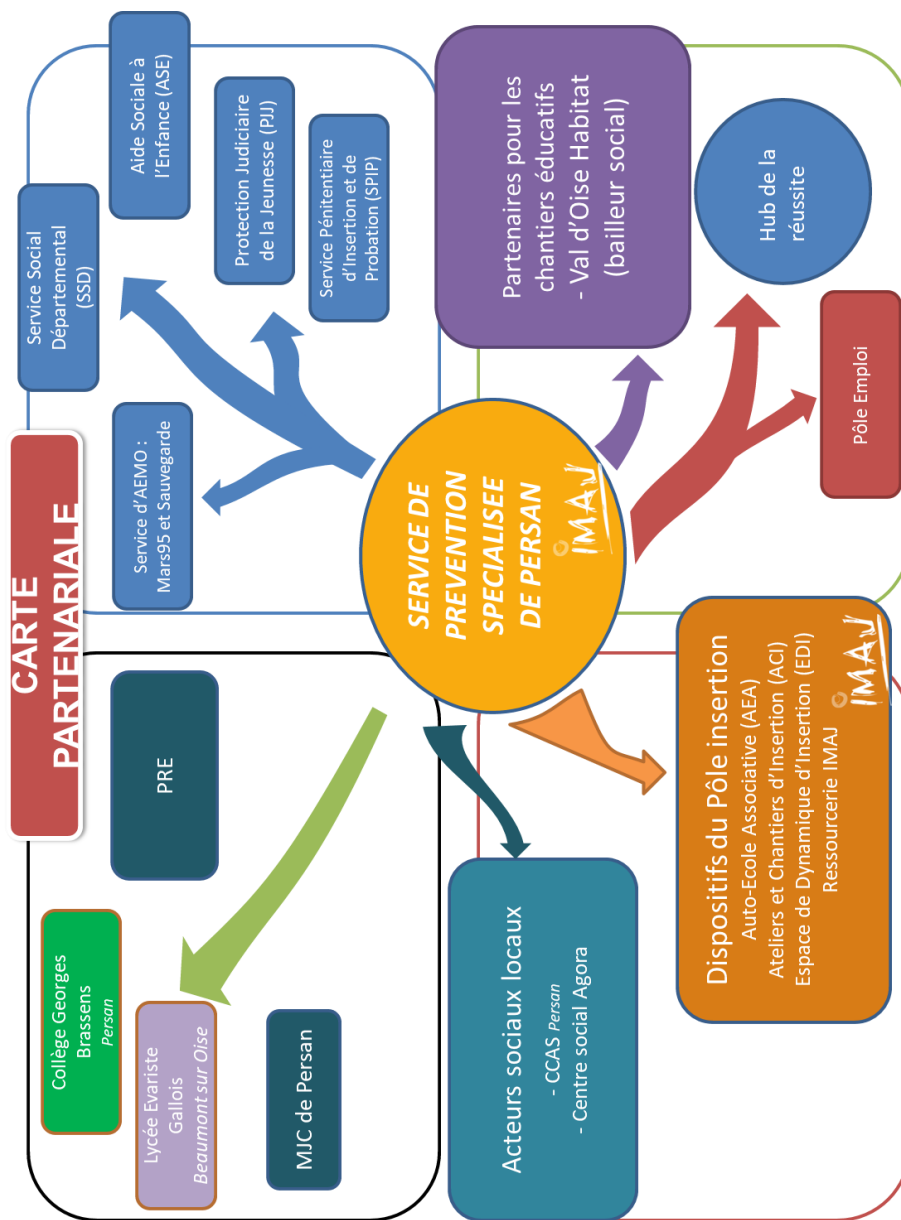 CARTE
PARTENARIALE
Collège Georges
Brassens
Persan
Lycée Evariste
Gallois
Beaumont sur Oise
MJC de Persan
PRE
Service d'AEMO :
Mars95 et Sauvegarde
Service Social
Départemental
(SSD)
Aide Sociale à
l'Enfance (ASE)
Protection Judiciaire
de la Jeunesse (PJJ)
Service Pénitentiaire
d'Insertion et de
Probation (SPIP)
SERVICE DE
PREVENTION
SPECIALISEE
DE PERSAN
IMAJ
Acteurs sociaux locaux
- CCAS Persan
- Centre social Agora
Dispositifs du Pôle insertion
Auto-Ecole Associative (AEA)
Ateliers et Chantiers d'Insertion (ACI)
Espace de Dynamique d'Insertion (EDI)
Ressourcerie IMAJ
IMAJ
Partenaires pour les
chantiers éducatifs
- Val d'Oise Habitat
(bailleur social)
Hub de la
réussite
Pôle Emploi